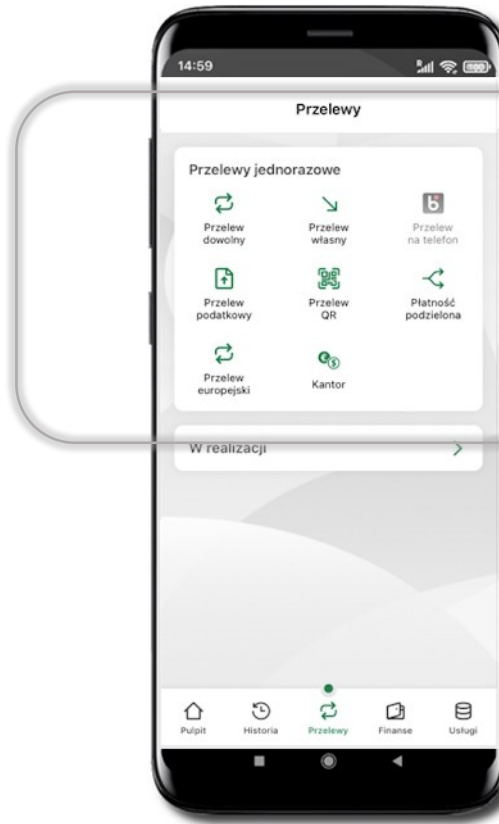 14:59
Przelewy
Przelewy jednorazowe
Przelew
dowolny
Przelew
własny
Przelew
na telefon
Przelew
podatkowy
Przelew
QR
Płatność
podzielona
Przelew
europejski
Kantor
W realizacji
Pulpit
Historia
Przelewy
Finanse
Usługi